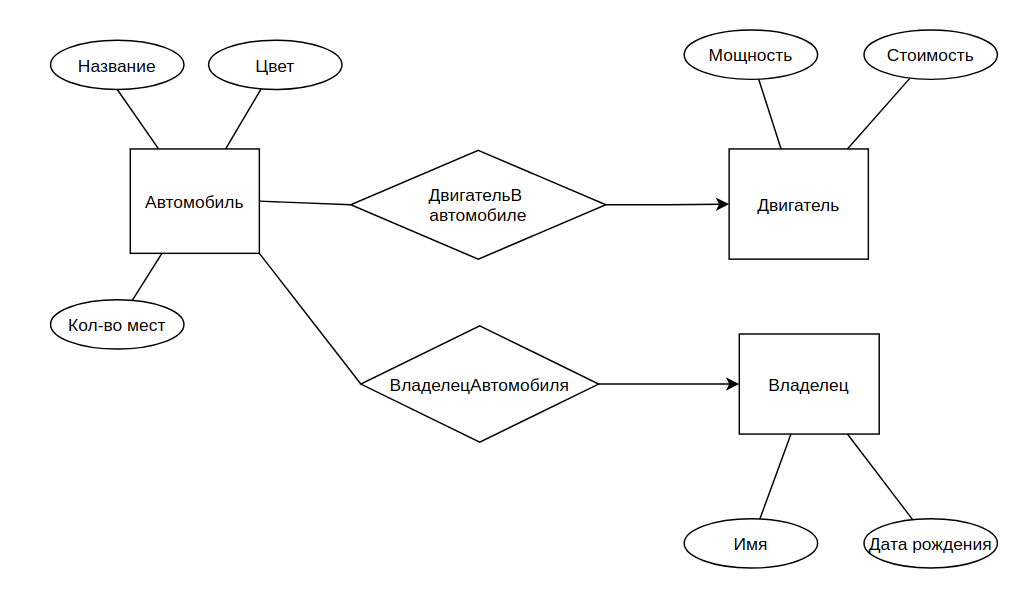 Название
Цвет
Мощность
Стоимость
Автомобиль
ДвигательВ
автомобиле
Двигатель
Кол-во мест
ВладелецАвтомобиля
Владелец
Имя
Дата рождения